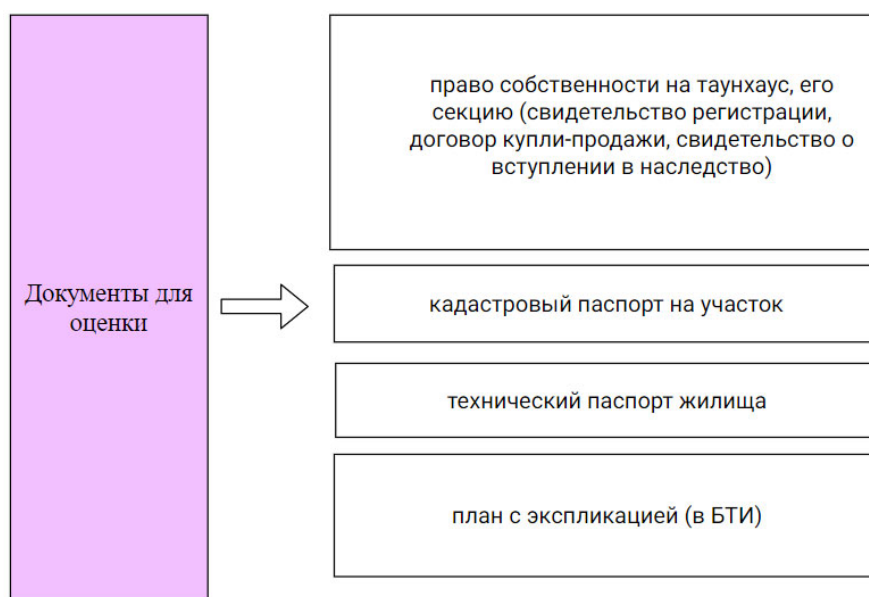 Документы для
оценки
право собственности на таунхаус, его
секцию (свидетельство регистрации,
договор купли-продажи, свидетельство о
вступлении в наследство)
кадастровый паспорт на участок
технический паспорт жилища
план с экспликацией (в БТИ)